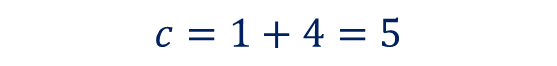 c = 1 + 4 = 5